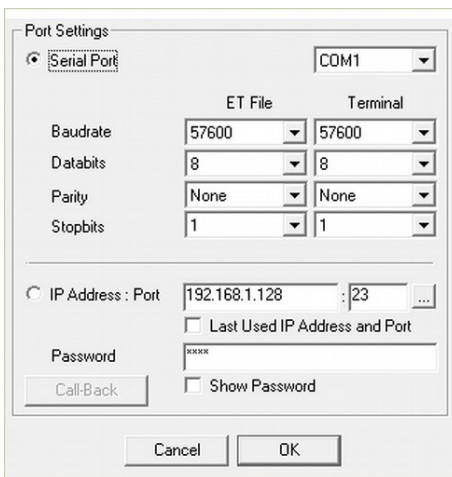 Port Settings
Serial Port COM1
ET File Terminal
Baudrate 57600 57600
Databits 8 8
Parity None None
Stopbits 1 1
IP Address : Port 192.168.1.128 : 23 ...
Last Used IP Address and Port
Password ××××
Call-Back Show Password
Cancel OK